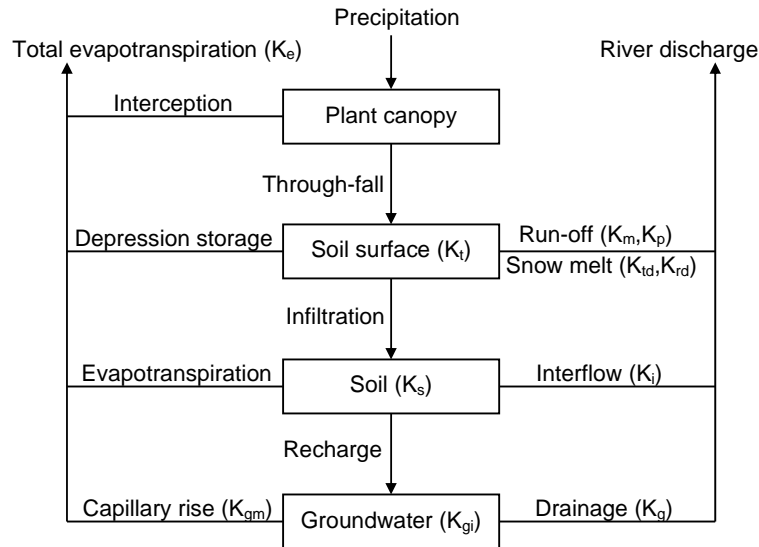 Precipitation
Total evapotranspiration (Ke)
River discharge
Interception
Plant canopy
Through-fall
Depression storage
Soil surface (Kt)
Run-off (Km,Kp)
Snow melt (Ktd,Krd)
Infiltration
Evapotranspiration
Soil (Ks)
Interflow (Ki)
Recharge
Capillary rise (Kgm)
Groundwater (Kgi)
Drainage (Kg)